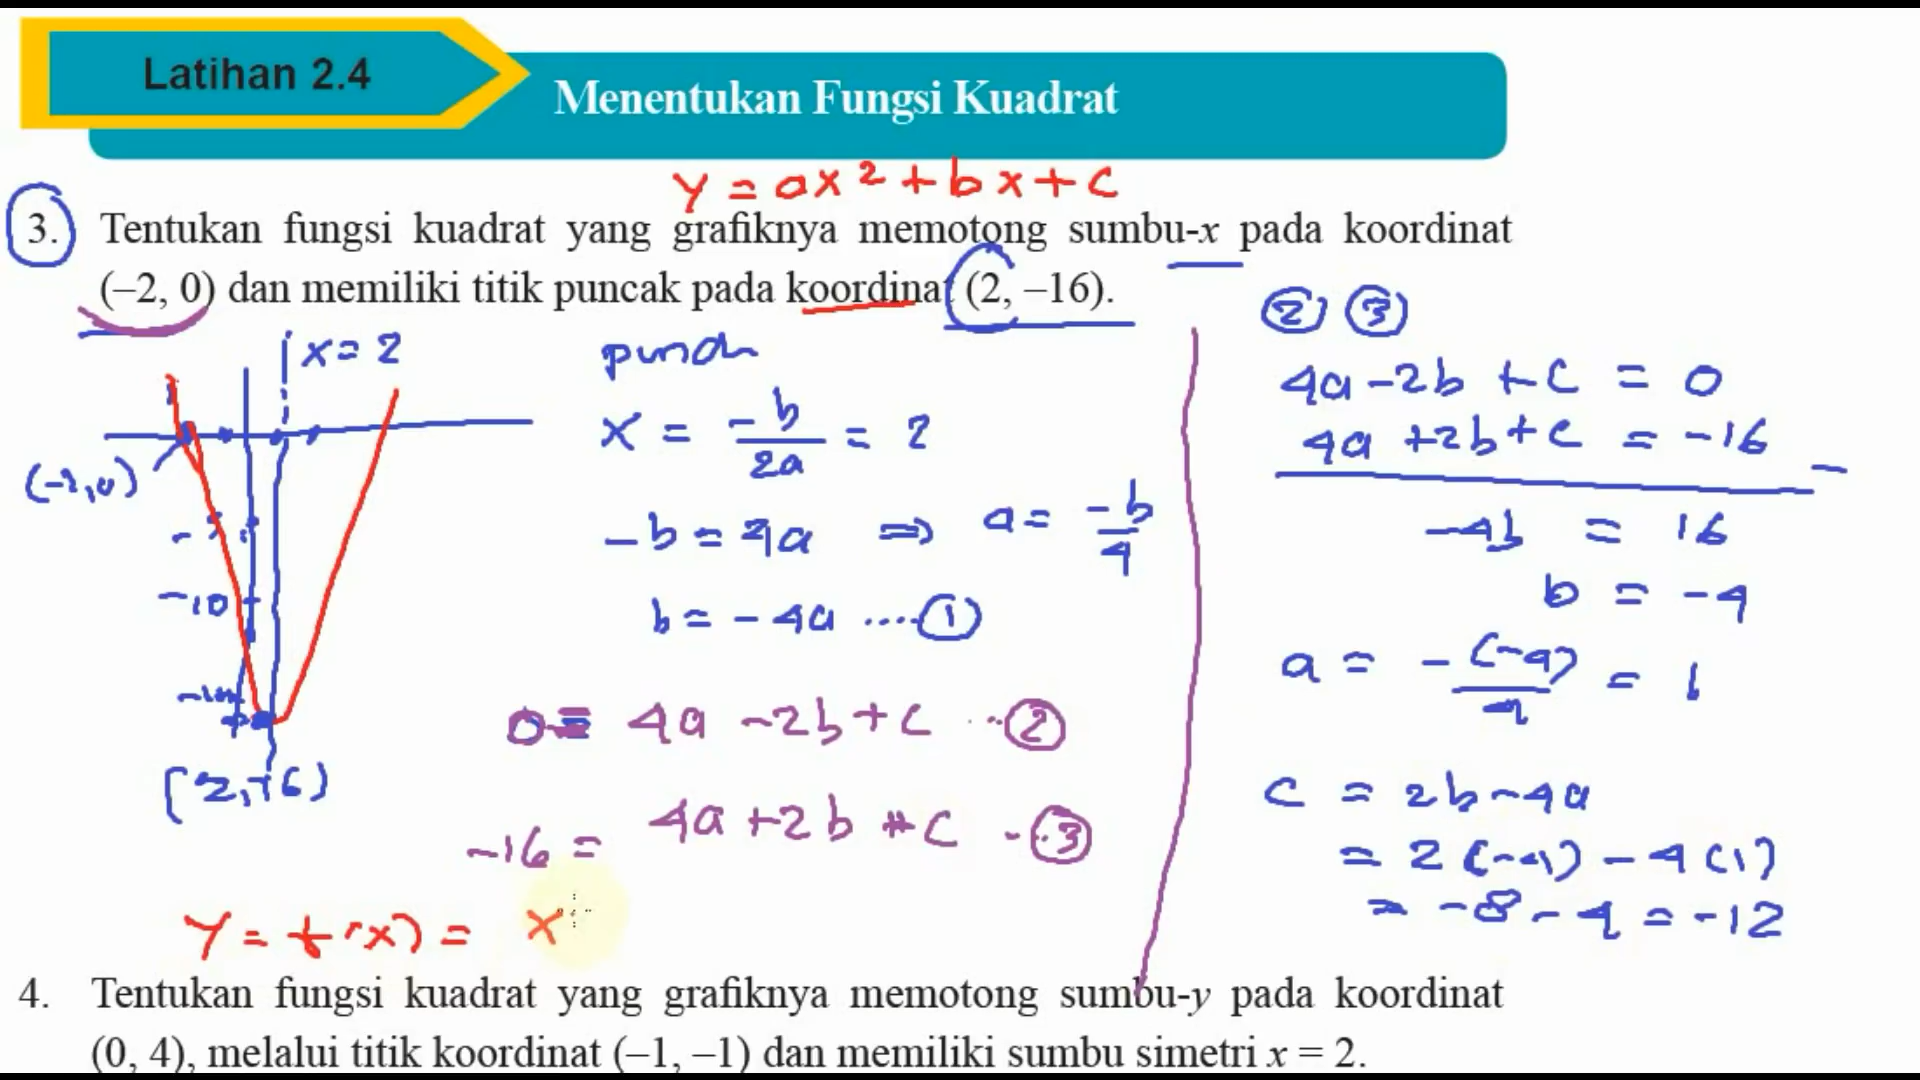 Latihan 2.4
Menentukan Fungsi Kuadrat
y = ax² + bx + c
3. Tentukan fungsi kuadrat yang grafiknya memotong sumbu-x pada koordinat
(–2, 0) dan memiliki titik puncak pada koordinat (2, –16).
x = 2
(-2,0)
-10
(2,-16)
x = -b/2a = 2
-b = 4a ⇒ a = -b/4
b = -4a ....①
0 = 4a - 2b + c ..②
-16 = 4a + 2b + c -..③
y = f(x) = x
② ③
4a - 2b + c = 0
4a + 2b + c = -16 -
-4b = 16
b = -4
a = -(-4)/4 = 1
c = 2b - 4a
= 2(-4) - 4(1)
= -8 - 4 = -12
4. Tentukan fungsi kuadrat yang grafiknya memotong sumbu-y pada koordinat
(0, 4), melalui titik koordinat (–1, –1) dan memiliki sumbu simetri x = 2.